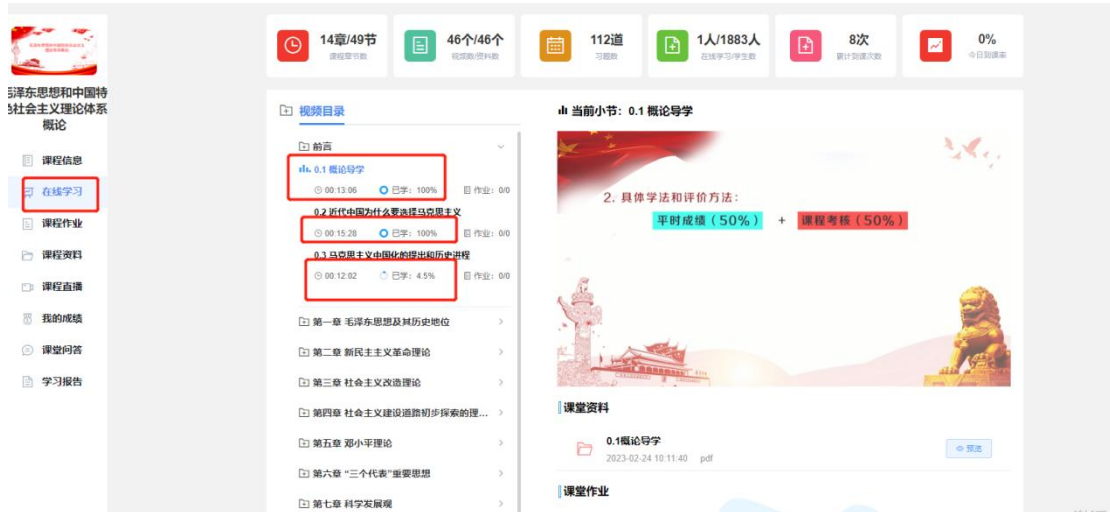 14章/49节
课程章节数
46个/46个
视频数/资料数
112道
习题数
1人/1883人
在线学习/学生数
8次
累计到课次数
0%
今日到课率
毛泽东思想和中国特
色社会主义理论体系
概论
课程信息
在线学习
课程作业
课程资料
课程直播
我的成绩
课堂问答
学习报告
视频目录
前言
0.1 概论导学
00:13:06 已学：100% 作业：0/0
0.2 近代中国为什么要选择马克思主义
00:15:28 已学：100% 作业：0/0
0.3 马克思主义中国化的提出和历史进程
00:12:02 已学：4.5% 作业：0/0
第一章 毛泽东思想及其历史地位
第二章 新民主主义革命理论
第三章 社会主义改造理论
第四章 社会主义建设道路初步探索的理...
第五章 邓小平理论
第六章 “三个代表”重要思想
第七章 科学发展观
当前小节：0.1 概论导学
2. 具体学法和评价方法：
平时成绩（50%） + 课程考核（50%）
课堂资料
0.1概论导学
2023-02-24 10:11:40 pdf
预览
课堂作业